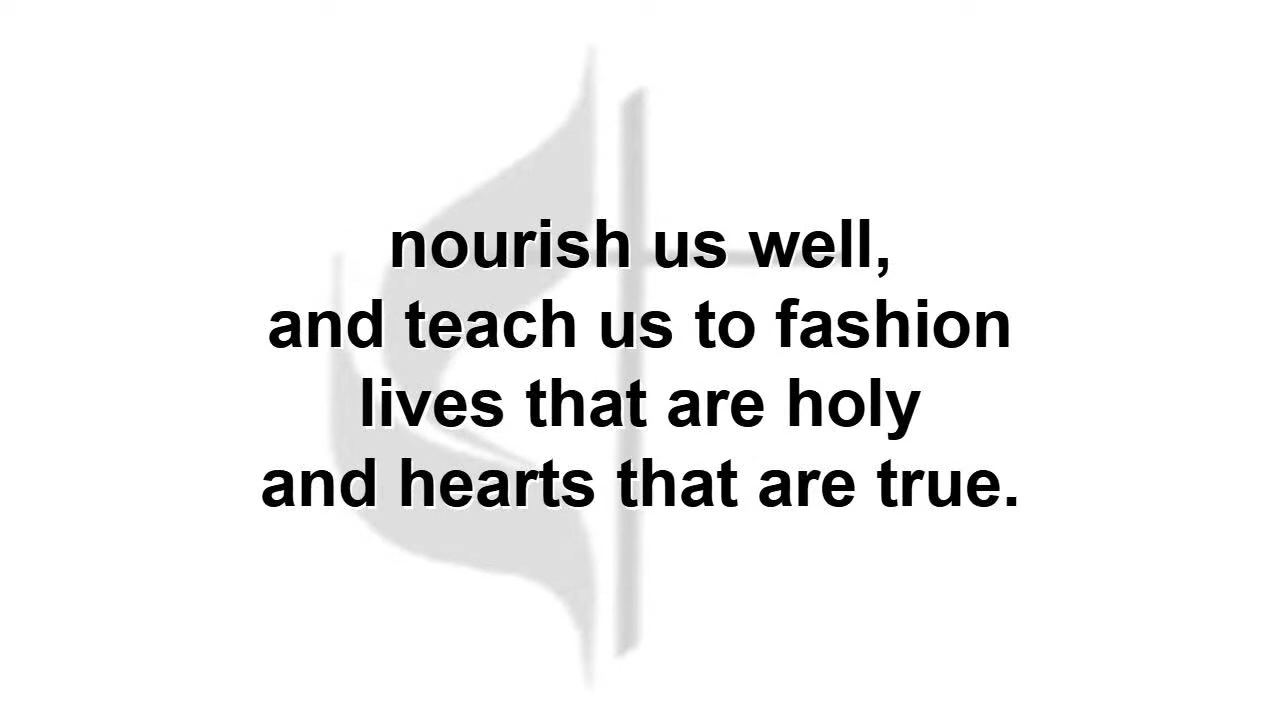 nourish us well,
and teach us to fashion
lives that are holy
and hearts that are true.